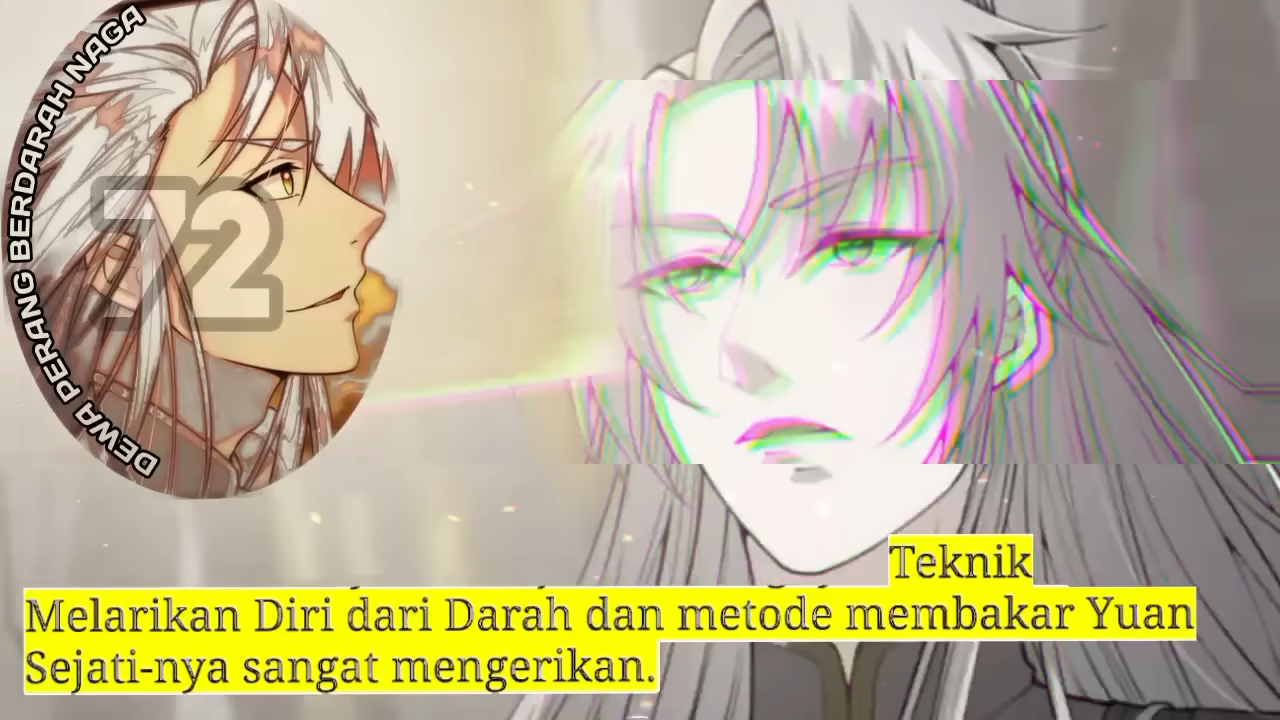 DEWA PERANG BERDARAH NAGA
72
Teknik
Melarikan Diri dari Darah dan metode membakar Yuan
Sejati-nya sangat mengerikan.